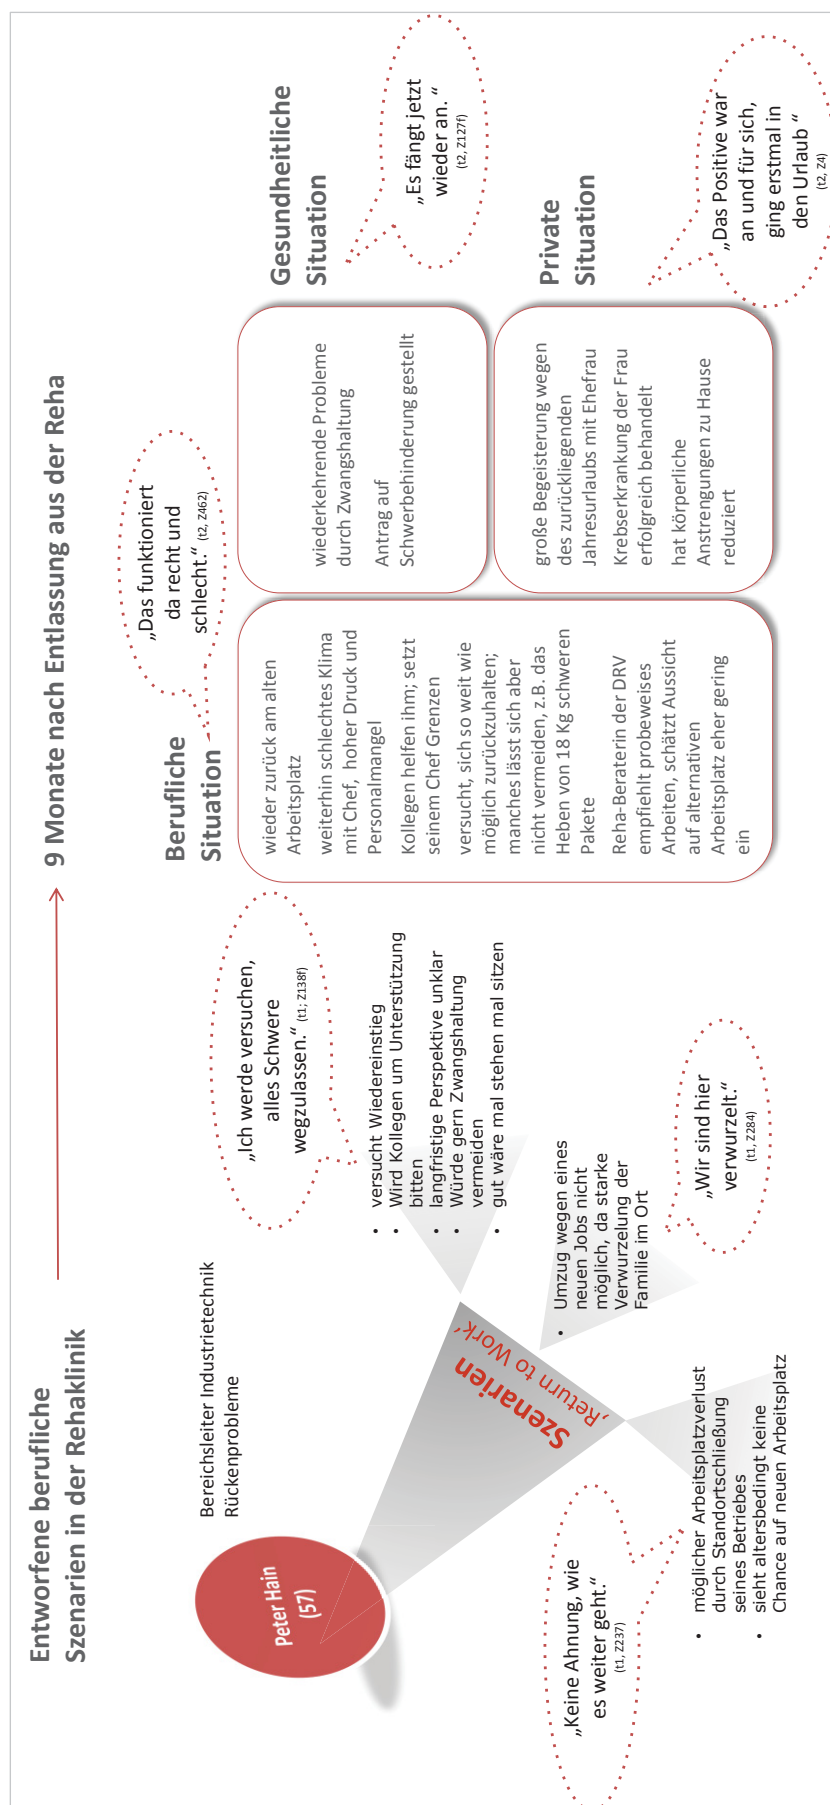 Entworfene berufliche
Szenarien in der Rehaklinik
9 Monate nach Entlassung aus der Reha
Peter Hain
(57)
Bereichsleiter Industrietechnik
Rückenprobleme
Szenarien
‚Return to Work‘
„Ich werde versuchen,
alles Schwere
wegzulassen.“ (t1; Z138f)
• versucht Wiedereinstieg
• Wird Kollegen um Unterstützung
bitten
• langfristige Perspektive unklar
• Würde gern Zwangshaltung
vermeiden
• gut wäre mal stehen mal sitzen
• Umzug wegen eines
neuen Jobs nicht
möglich, da starke
Verwurzelung der
Familie im Ort
„Wir sind hier
verwurzelt.“
(t1, Z284)
„Keine Ahnung, wie
es weiter geht.“
(t1, Z237)
• möglicher Arbeitsplatzverlust
durch Standortschließung
seines Betriebes
• sieht altersbedingt keine
Chance auf neuen Arbeitsplatz
Berufliche
Situation
„Das funktioniert
da recht und
schlecht.“ (t2, Z462)
wieder zurück am alten
Arbeitsplatz
weiterhin schlechtes Klima
mit Chef, hoher Druck und
Personalmangel
Kollegen helfen ihm; setzt
seinem Chef Grenzen
versucht, sich so weit wie
möglich zurückzuhalten;
manches lässt sich aber
nicht vermeiden, z.B. das
Heben von 18 Kg schweren
Pakete
Reha-Beraterin der DRV
empfiehlt probeweises
Arbeiten, schätzt Aussicht
auf alternativen
Arbeitsplatz eher gering
ein
Gesundheitliche
Situation
„Es fängt jetzt
wieder an. “
(t2, Z127f)
wiederkehrende Probleme
durch Zwangshaltung
Antrag auf
Schwerbehinderung gestellt
Private
Situation
„Das Positive war
an und für sich,
ging erstmal in
den Urlaub “
(t2, Z4)
große Begeisterung wegen
des zurückliegenden
Jahresurlaubs mit Ehefrau
Krebserkrankung der Frau
erfolgreich behandelt
hat körperliche
Anstrengungen zu Hause
reduziert